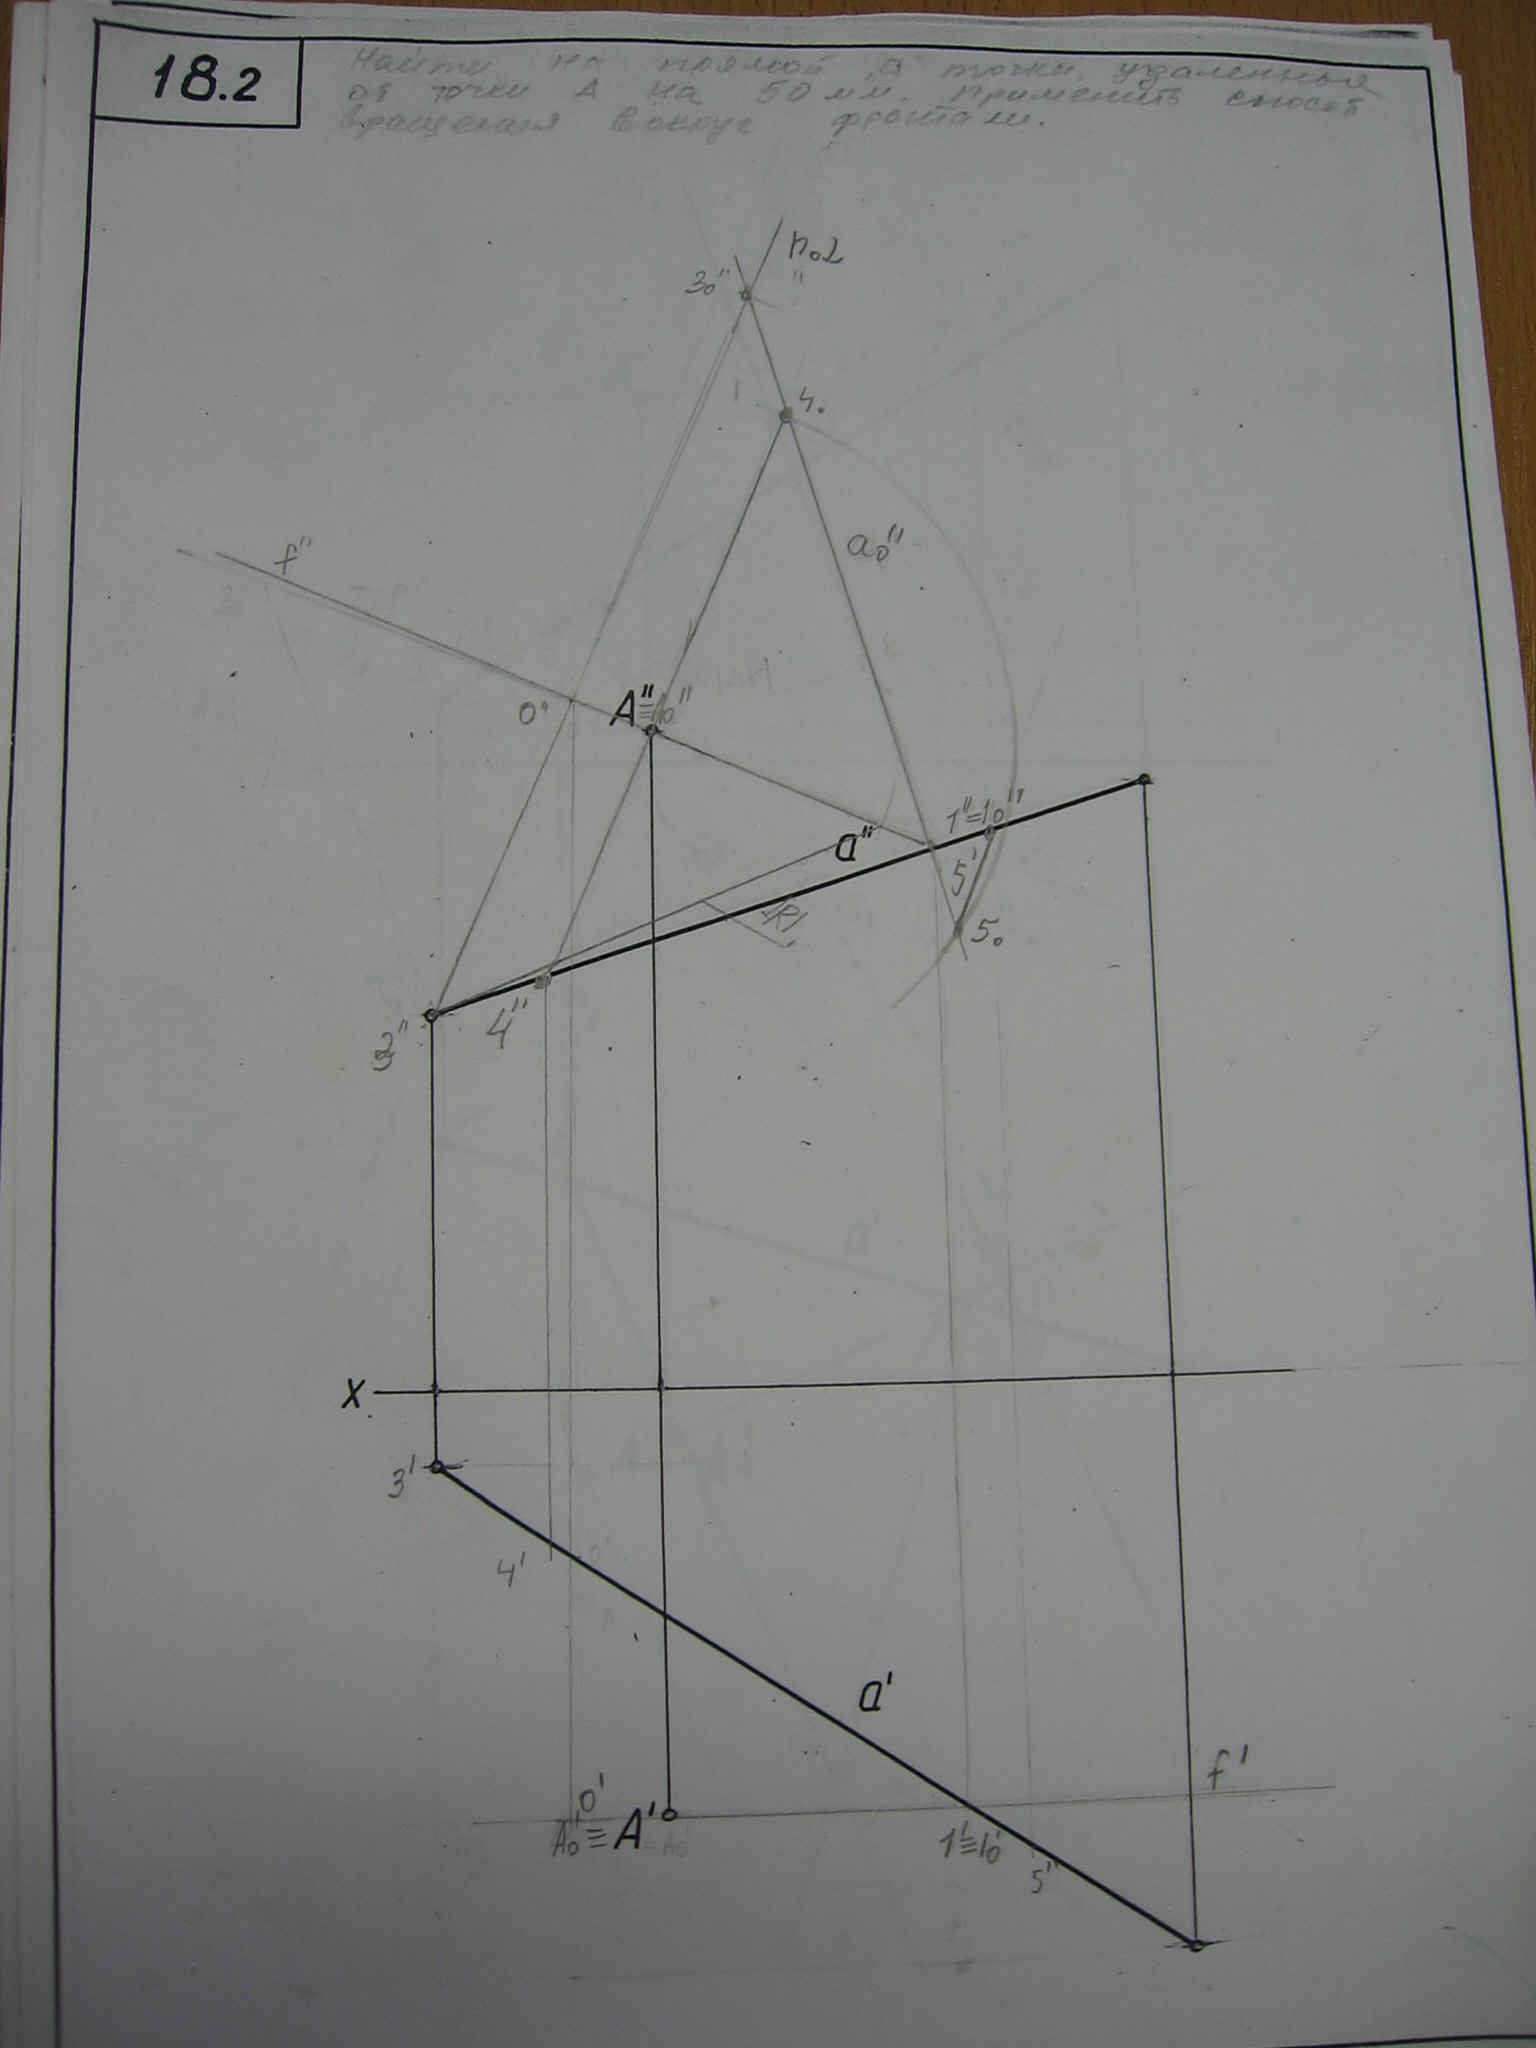 18.2
Найти на прямой а точки, удаленные
от точки А на 50 мм. Применить способ
вращения вокруг фронтали.
h₀2
"
3₀"
4₀
a₀"
f"
0"
A"≡A₀"
1"=1₀"
a"
5'
|R|
5₀
3"
4"
X
3'
4'
a'
f'
0'
A₀'≡A'
1'≡1₀'
5"